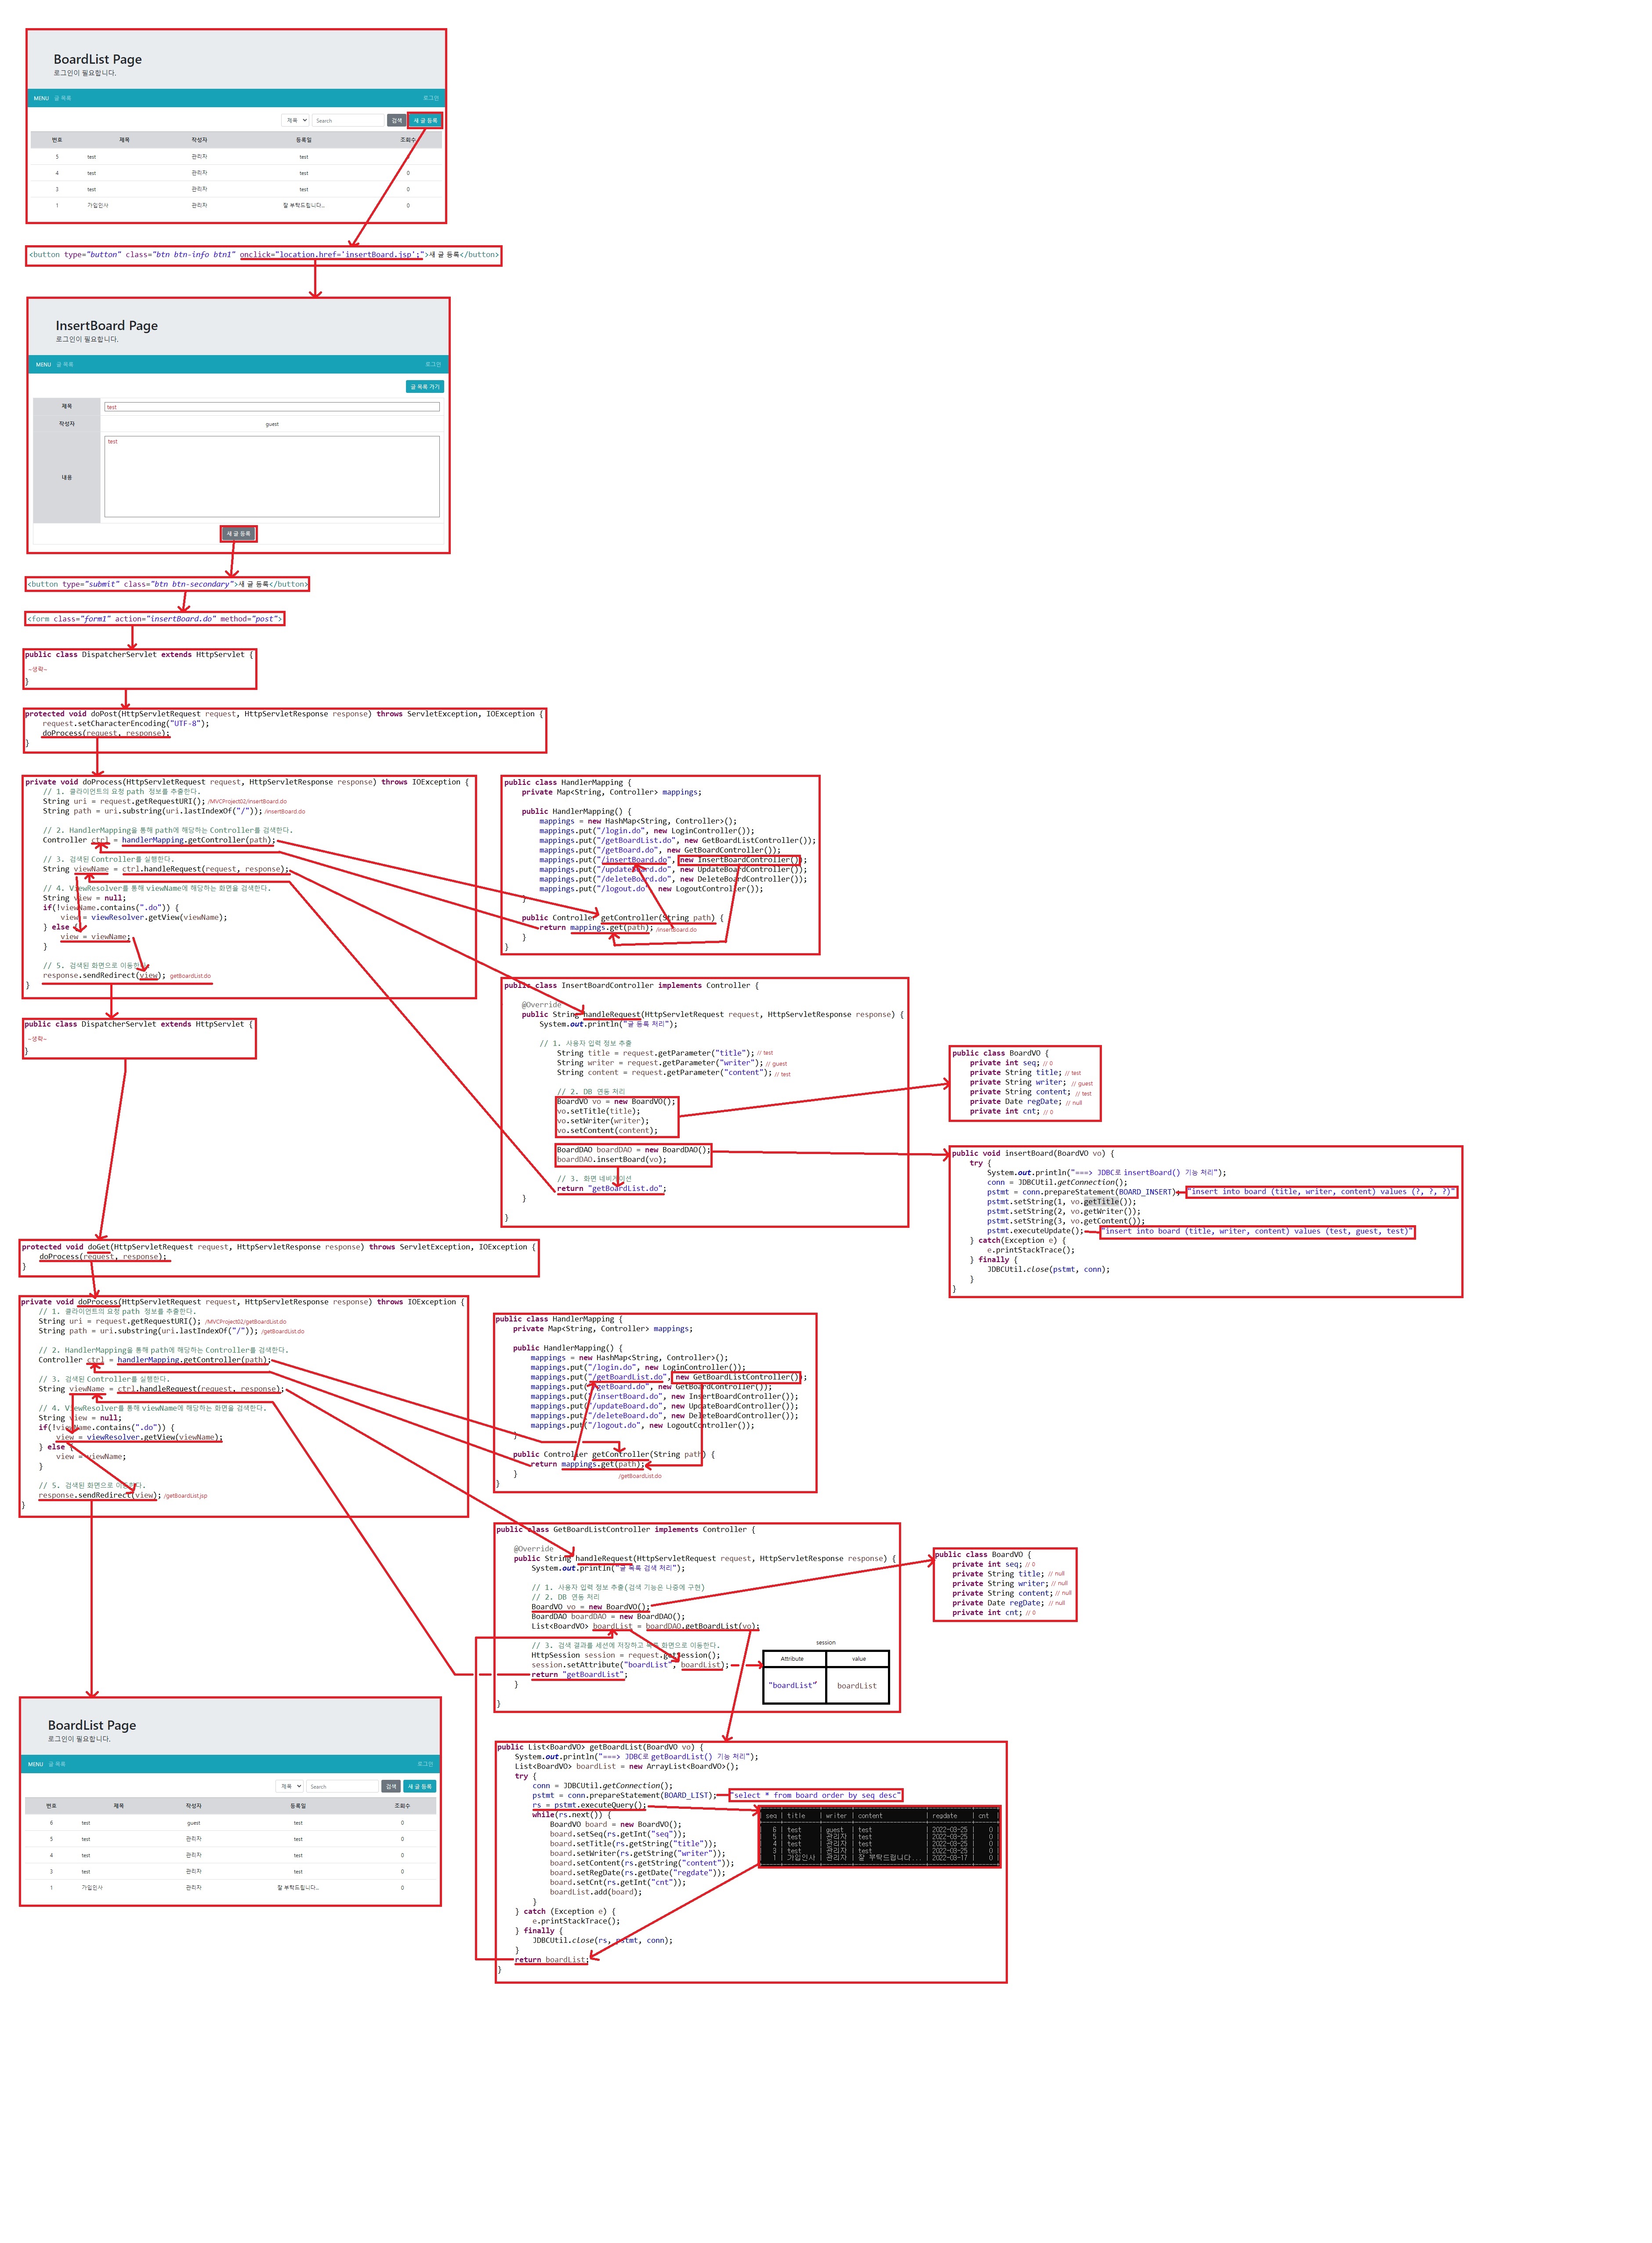 BoardList Page
로그인이 필요합니다.
MENU 글 목록 로그인
제목 Search 검색 새 글 등록
번호 제목 작성자 등록일 조회수
5 test 관리자 test
4 test 관리자 test 0
3 test 관리자 test 0
1 가입인사 관리자 잘 부탁드립니다... 0
<button type="button" class="btn btn-info btn1" onclick="location.href='insertBoard.jsp';">새 글 등록</button>
InsertBoard Page
로그인이 필요합니다.
MENU 글 목록 로그인
글 목록 가기
제목 test
작성자 guest
test
내용
새 글 등록
<button type="submit" class="btn btn-secondary">새 글 등록</button>
<form class="form1" action="insertBoard.do" method="post">
public class DispatcherServlet extends HttpServlet {
~생략~
}
protected void doPost(HttpServletRequest request, HttpServletResponse response) throws ServletException, IOException {
request.setCharacterEncoding("UTF-8");
doProcess(request, response);
}
private void doProcess(HttpServletRequest request, HttpServletResponse response) throws IOException {
// 1. 클라이언트의 요청 path 정보를 추출한다.
String uri = request.getRequestURI(); /MVCProject02/insertBoard.do
String path = uri.substring(uri.lastIndexOf("/")); /insertBoard.do
// 2. HandlerMapping을 통해 path에 해당하는 Controller를 검색한다.
Controller ctrl = handlerMapping.getController(path);
// 3. 검색된 Controller를 실행한다.
String viewName = ctrl.handleRequest(request, response);
// 4. ViewResolver를 통해 viewName에 해당하는 화면을 검색한다.
String view = null;
if(!viewName.contains(".do")) {
view = viewResolver.getView(viewName);
} else {
view = viewName;
}
// 5. 검색된 화면으로 이동한다.
response.sendRedirect(view); getBoardList.do
}
public class HandlerMapping {
private Map<String, Controller> mappings;
public HandlerMapping() {
mappings = new HashMap<String, Controller>();
mappings.put("/login.do", new LoginController());
mappings.put("/getBoardList.do", new GetBoardListController());
mappings.put("/getBoard.do", new GetBoardController());
mappings.put("/insertBoard.do", new InsertBoardController());
mappings.put("/updateBoard.do", new UpdateBoardController());
mappings.put("/deleteBoard.do", new DeleteBoardController());
mappings.put("/logout.do", new LogoutController());
}
public Controller getController(String path) {
return mappings.get(path); /insertBoard.do
}
}
public class InsertBoardController implements Controller {
@Override
public String handleRequest(HttpServletRequest request, HttpServletResponse response) {
System.out.println("글 등록 처리");
// 1. 사용자 입력 정보 추출
String title = request.getParameter("title"); // test
String writer = request.getParameter("writer"); // guest
String content = request.getParameter("content"); // test
// 2. DB 연동 처리
BoardVO vo = new BoardVO();
vo.setTitle(title);
vo.setWriter(writer);
vo.setContent(content);
BoardDAO boardDAO = new BoardDAO();
boardDAO.insertBoard(vo);
// 3. 화면 네비게이션
return "getBoardList.do";
}
}
public class BoardVO {
private int seq; // 0
private String title; // test
private String writer; // guest
private String content; // test
private Date regDate; // null
private int cnt; // 0
public void insertBoard(BoardVO vo) {
try {
System.out.println("===> JDBC로 insertBoard() 기능 처리");
conn = JDBCUtil.getConnection();
pstmt = conn.prepareStatement(BOARD_INSERT); "insert into board (title, writer, content) values (?, ?, ?)"
pstmt.setString(1, vo.getTitle());
pstmt.setString(2, vo.getWriter());
pstmt.setString(3, vo.getContent());
pstmt.executeUpdate(); "insert into board (title, writer, content) values (test, guest, test)"
} catch(Exception e) {
e.printStackTrace();
} finally {
JDBCUtil.close(pstmt, conn);
}
}
public class DispatcherServlet extends HttpServlet {
~생략~
}
protected void doGet(HttpServletRequest request, HttpServletResponse response) throws ServletException, IOException {
doProcess(request, response);
}
private void doProcess(HttpServletRequest request, HttpServletResponse response) throws IOException {
// 1. 클라이언트의 요청 path 정보를 추출한다.
String uri = request.getRequestURI(); /MVCProject02/getBoardList.do
String path = uri.substring(uri.lastIndexOf("/")); /getBoardList.do
// 2. HandlerMapping을 통해 path에 해당하는 Controller를 검색한다.
Controller ctrl = handlerMapping.getController(path);
// 3. 검색된 Controller를 실행한다.
String viewName = ctrl.handleRequest(request, response);
// 4. ViewResolver를 통해 viewName에 해당하는 화면을 검색한다.
String view = null;
if(!viewName.contains(".do")) {
view = viewResolver.getView(viewName);
} else {
view = viewName;
}
// 5. 검색된 화면으로 이동한다.
response.sendRedirect(view); /getBoardList.jsp
}
public class HandlerMapping {
private Map<String, Controller> mappings;
public HandlerMapping() {
mappings = new HashMap<String, Controller>();
mappings.put("/login.do", new LoginController());
mappings.put("/getBoardList.do", new GetBoardListController());
mappings.put("/getBoard.do", new GetBoardController());
mappings.put("/insertBoard.do", new InsertBoardController());
mappings.put("/updateBoard.do", new UpdateBoardController());
mappings.put("/deleteBoard.do", new DeleteBoardController());
mappings.put("/logout.do", new LogoutController());
}
public Controller getController(String path) {
return mappings.get(path);
} /getBoardList.do
}
public class GetBoardListController implements Controller {
@Override
public String handleRequest(HttpServletRequest request, HttpServletResponse response) {
System.out.println("글 목록 검색 처리");
// 1. 사용자 입력 정보 추출(검색 기능은 나중에 구현)
// 2. DB 연동 처리
BoardVO vo = new BoardVO();
BoardDAO boardDAO = new BoardDAO();
List<BoardVO> boardList = boardDAO.getBoardList(vo);
// 3. 검색 결과를 세션에 저장하고 목록 화면으로 이동한다.
HttpSession session = request.getSession();
session.setAttribute("boardList", boardList);
return "getBoardList";
}
}
session
Attribute value
"boardList" boardList
public class BoardVO {
private int seq; // 0
private String title; // null
private String writer; // null
private String content; // null
private Date regDate; // null
private int cnt; // 0
BoardList Page
로그인이 필요합니다.
MENU 글 목록 로그인
제목 Search 검색 새 글 등록
번호 제목 작성자 등록일 조회수
6 test guest test 0
5 test 관리자 test 0
4 test 관리자 test 0
3 test 관리자 test 0
1 가입인사 관리자 잘 부탁드립니다... 0
public List<BoardVO> getBoardList(BoardVO vo) {
System.out.println("===> JDBC로 getBoardList() 기능 처리");
List<BoardVO> boardList = new ArrayList<BoardVO>();
try {
conn = JDBCUtil.getConnection();
pstmt = conn.prepareStatement(BOARD_LIST); "select * from board order by seq desc"
rs = pstmt.executeQuery();
while(rs.next()) {
BoardVO board = new BoardVO();
board.setSeq(rs.getInt("seq"));
board.setTitle(rs.getString("title"));
board.setWriter(rs.getString("writer"));
board.setContent(rs.getString("content"));
board.setRegDate(rs.getDate("regdate"));
board.setCnt(rs.getInt("cnt"));
boardList.add(board);
}
} catch (Exception e) {
e.printStackTrace();
} finally {
JDBCUtil.close(rs, pstmt, conn);
}
return boardList;
}
seq | title | writer | content | regdate | cnt
6 | test | guest | test | 2022-03-25 | 0
5 | test | 관리자 | test | 2022-03-25 | 0
4 | test | 관리자 | test | 2022-03-25 | 0
3 | test | 관리자 | test | 2022-03-25 | 0
1 | 가입인사 | 관리자 | 잘 부탁드립니다... | 2022-03-17 | 0